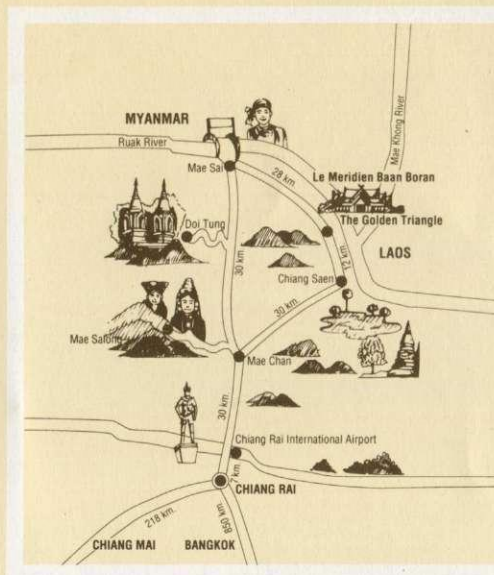 MYANMAR
Ruak River
Mae Khong River
Mae Sai
28 km.
Le Meridien Baan Boran
The Golden Triangle
Doi Tung
LAOS
30 km
12 km.
Chiang Saen
30 km.
Mae Salong
Mae Chan
30 km
Chiang Rai International Airport
7 km
CHIANG RAI
218 km.
850 km.
CHIANG MAI
BANGKOK